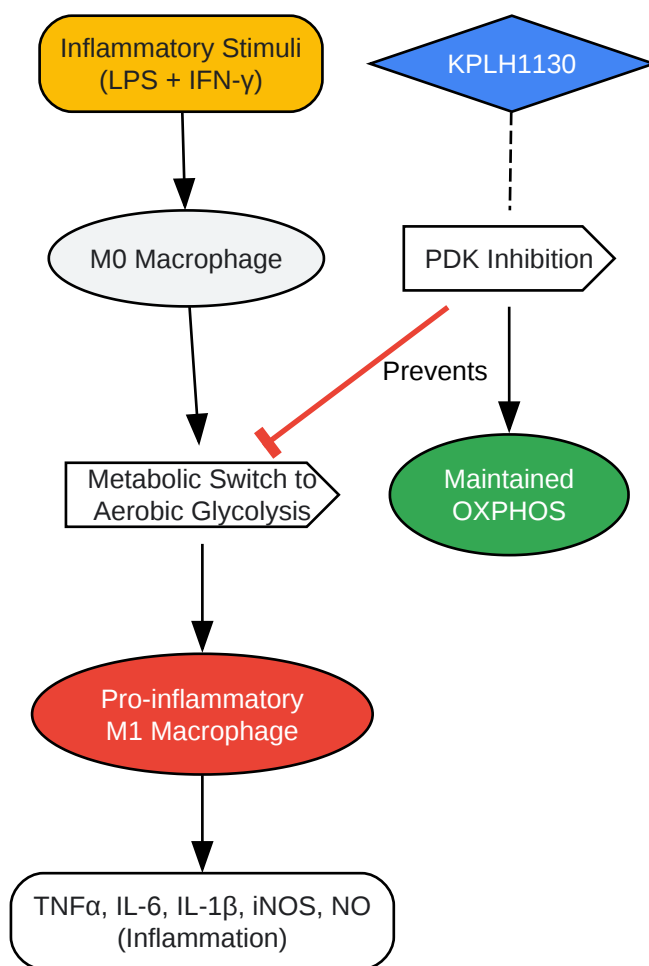 Inflammatory Stimuli
(LPS + IFN-γ)
KPLH1130
M0 Macrophage
PDK Inhibition
Prevents
Metabolic Switch to
Aerobic Glycolysis
Maintained
OXPHOS
Pro-inflammatory
M1 Macrophage
TNFα, IL-6, IL-1β, iNOS, NO
(Inflammation)